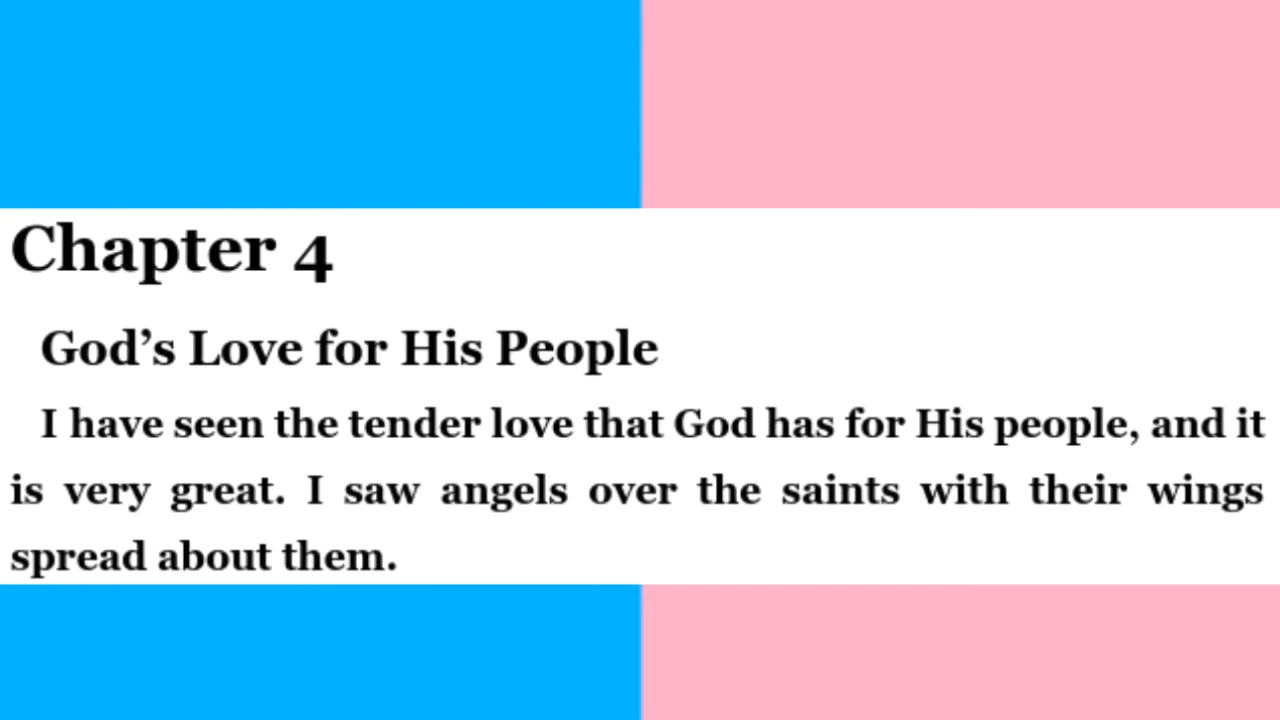 Chapter 4
God’s Love for His People
I have seen the tender love that God has for His people, and it
is very great. I saw angels over the saints with their wings
spread about them.